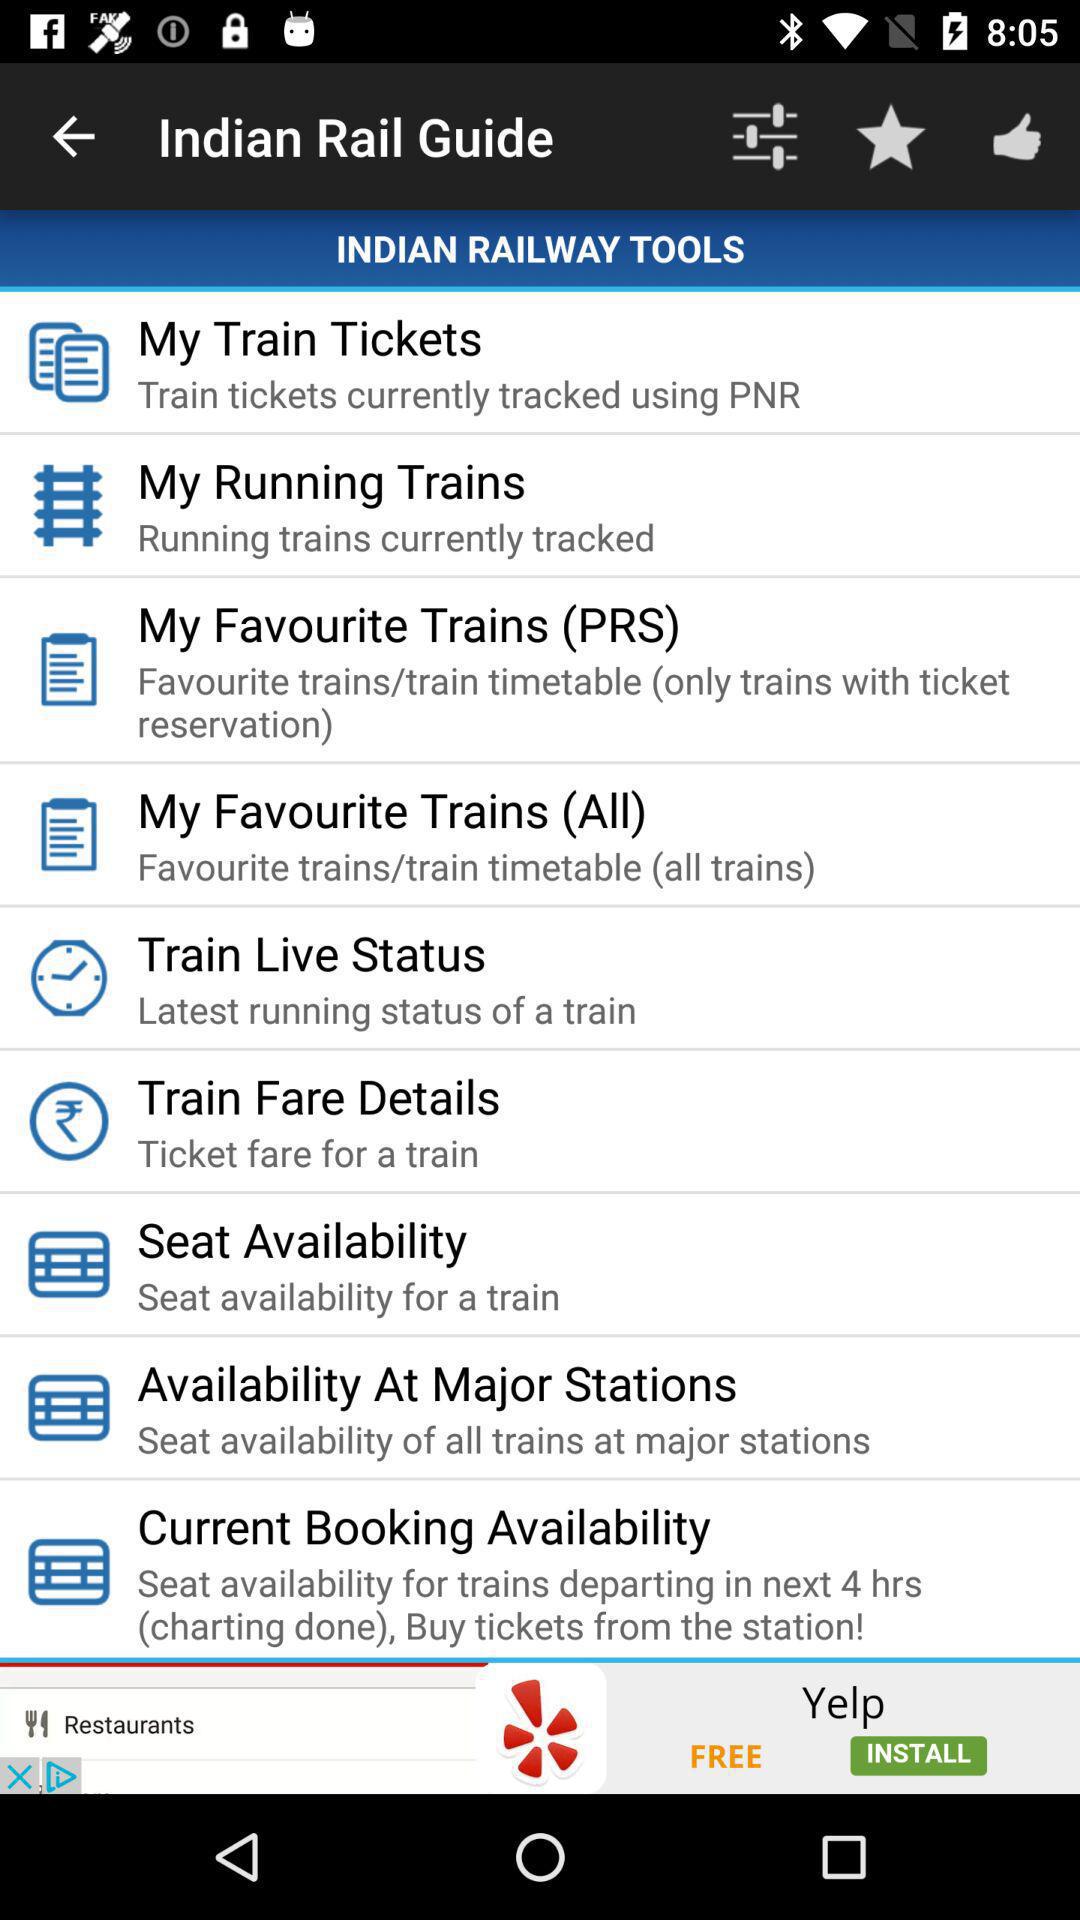 FAK
8:05
Indian Rail Guide
INDIAN RAILWAY TOOLS
My Train Tickets
Train tickets currently tracked using PNR
My Running Trains
Running trains currently tracked
My Favourite Trains (PRS)
Favourite trains/train timetable (only trains with ticket
reservation)
My Favourite Trains (All)
Favourite trains/train timetable (all trains)
Train Live Status
Latest running status of a train
₹
Train Fare Details
Ticket fare for a train
Seat Availability
Seat availability for a train
Availability At Major Stations
Seat availability of all trains at major stations
Current Booking Availability
Seat availability for trains departing in next 4 hrs
(charting done), Buy tickets from the station!
Restaurants
Yelp
FREE
INSTALL